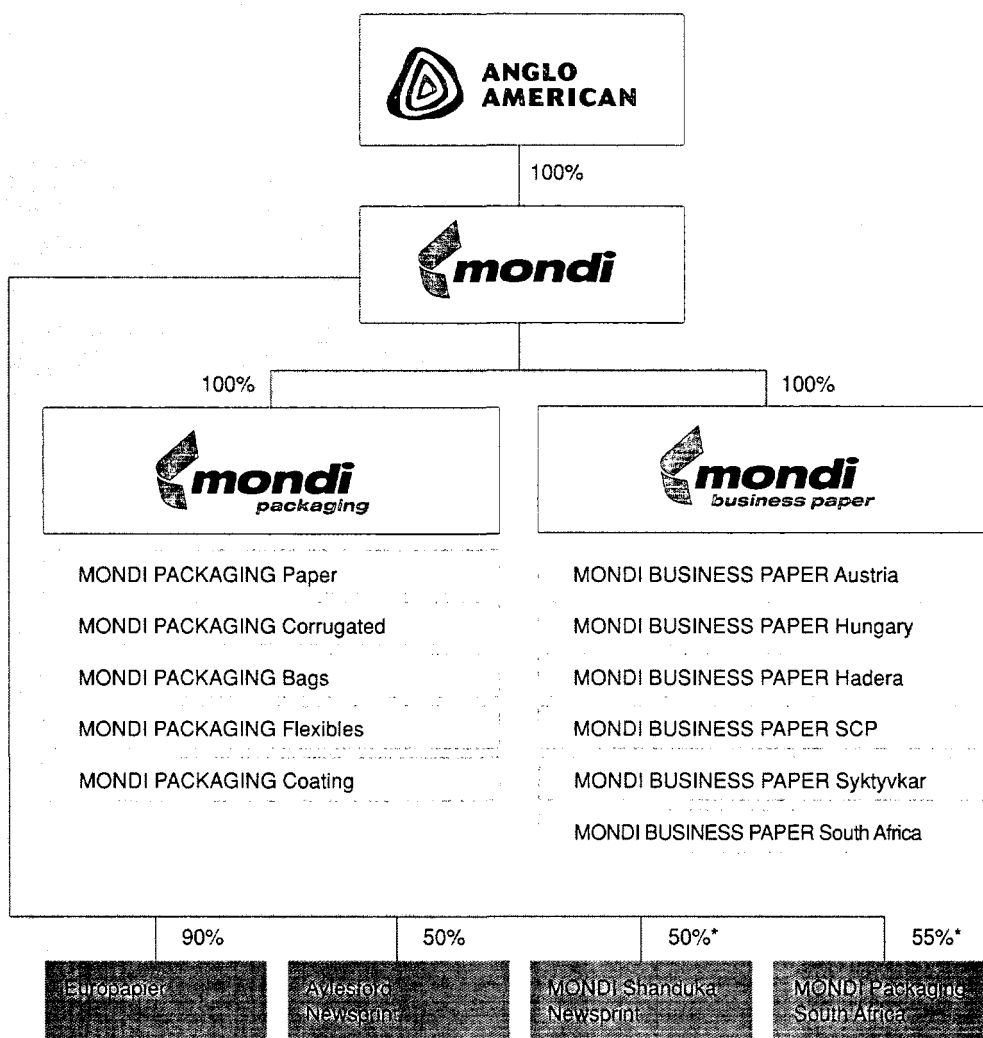 ANGLO
AMERICAN
100%
mondi
100%
100%
mondi
packaging
mondi
business paper
MONDI PACKAGING Paper
MONDI PACKAGING Corrugated
MONDI PACKAGING Bags
MONDI PACKAGING Flexibles
MONDI PACKAGING Coating
MONDI BUSINESS PAPER Austria
MONDI BUSINESS PAPER Hungary
MONDI BUSINESS PAPER Hadera
MONDI BUSINESS PAPER SCP
MONDI BUSINESS PAPER Syktyvkar
MONDI BUSINESS PAPER South Africa
90%
50%
50%*
55%*
Europapier
Aylesford
Newsprint
MONDI Shanduka
Newsprint
MONDI Packaging
South Africa